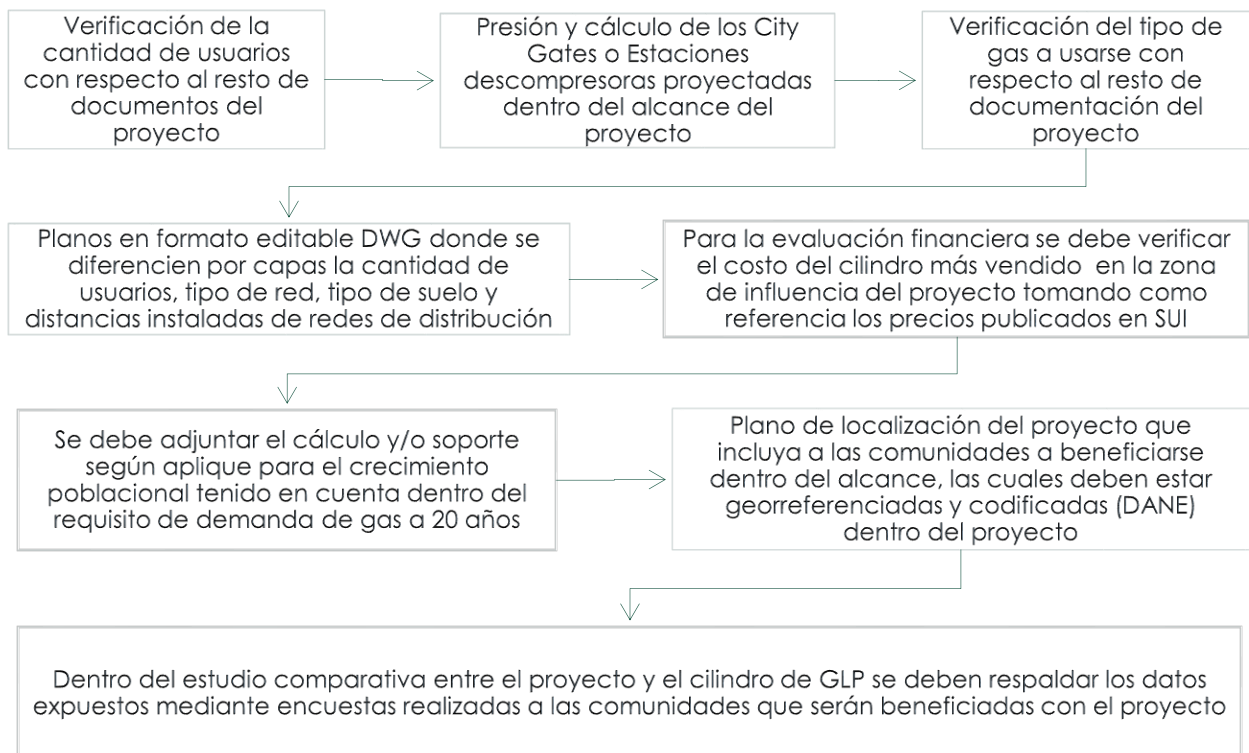 Verificación de la
cantidad de usuarios
con respecto al resto de
documentos del
proyecto
Presión y cálculo de los City
Gates o Estaciones
descompresoras proyectadas
dentro del alcance del
proyecto
Verificación del tipo de
gas a usarse con
respecto al resto de
documentación del
proyecto
Planos en formato editable DWG donde se
diferencien por capas la cantidad de
usuarios, tipo de red, tipo de suelo y
distancias instaladas de redes de distribución
Para la evaluación financiera se debe verificar
el costo del cilindro más vendido en la zona
de influencia del proyecto tomando como
referencia los precios publicados en SUI
Se debe adjuntar el cálculo y/o soporte
según aplique para el crecimiento
poblacional tenido en cuenta dentro del
requisito de demanda de gas a 20 años
Plano de localización del proyecto que
incluya a las comunidades a beneficiarse
dentro del alcance, las cuales deben estar
georreferenciadas y codificadas (DANE)
dentro del proyecto
Dentro del estudio comparativa entre el proyecto y el cilindro de GLP se deben respaldar los datos
expuestos mediante encuestas realizadas a las comunidades que serán beneficiadas con el proyecto